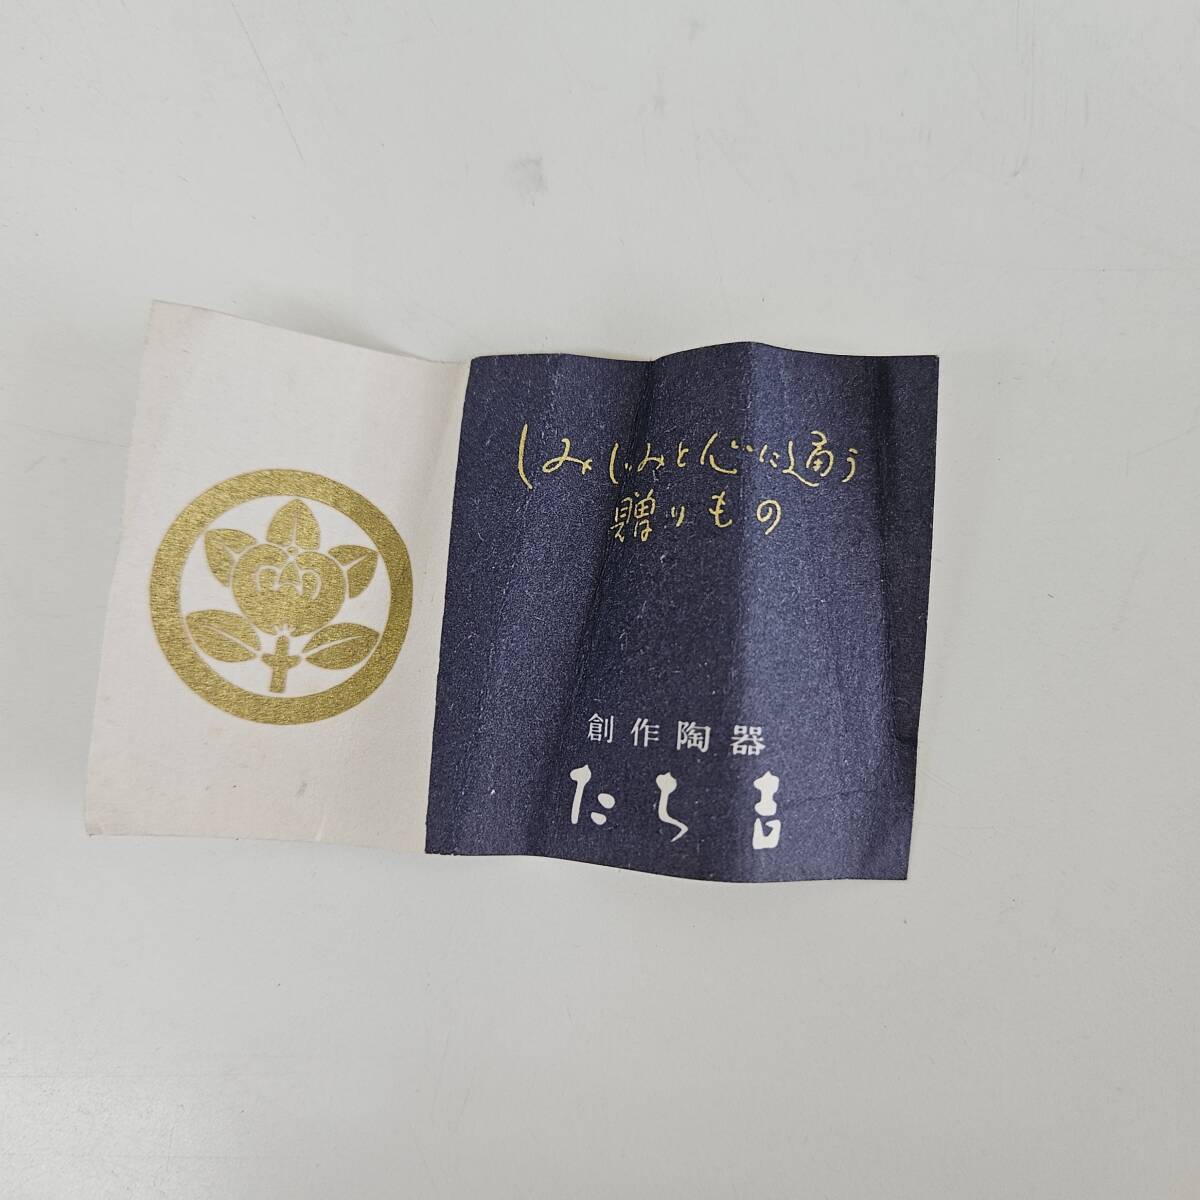 しみじみと心に通う
贈りもの
創作陶器
たち吉